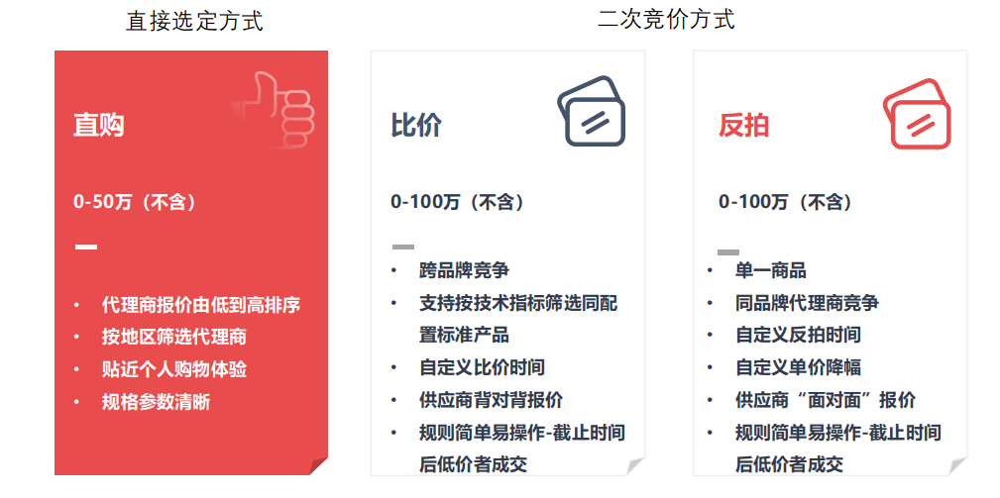 直接选定方式
二次竞价方式
直购
0-50万（不含）
• 代理商报价由低到高排序
• 按地区筛选代理商
• 贴近个人购物体验
• 规格参数清晰
比价
0-100万（不含）
• 跨品牌竞争
• 支持按技术指标筛选同配
置标准产品
• 自定义比价时间
• 供应商背对背报价
• 规则简单易操作-截止时间
后低价者成交
反拍
0-100万（不含）
• 单一商品
• 同品牌代理商竞争
• 自定义反拍时间
• 自定义单价降幅
• 供应商“面对面”报价
• 规则简单易操作-截止时间
后低价者成交